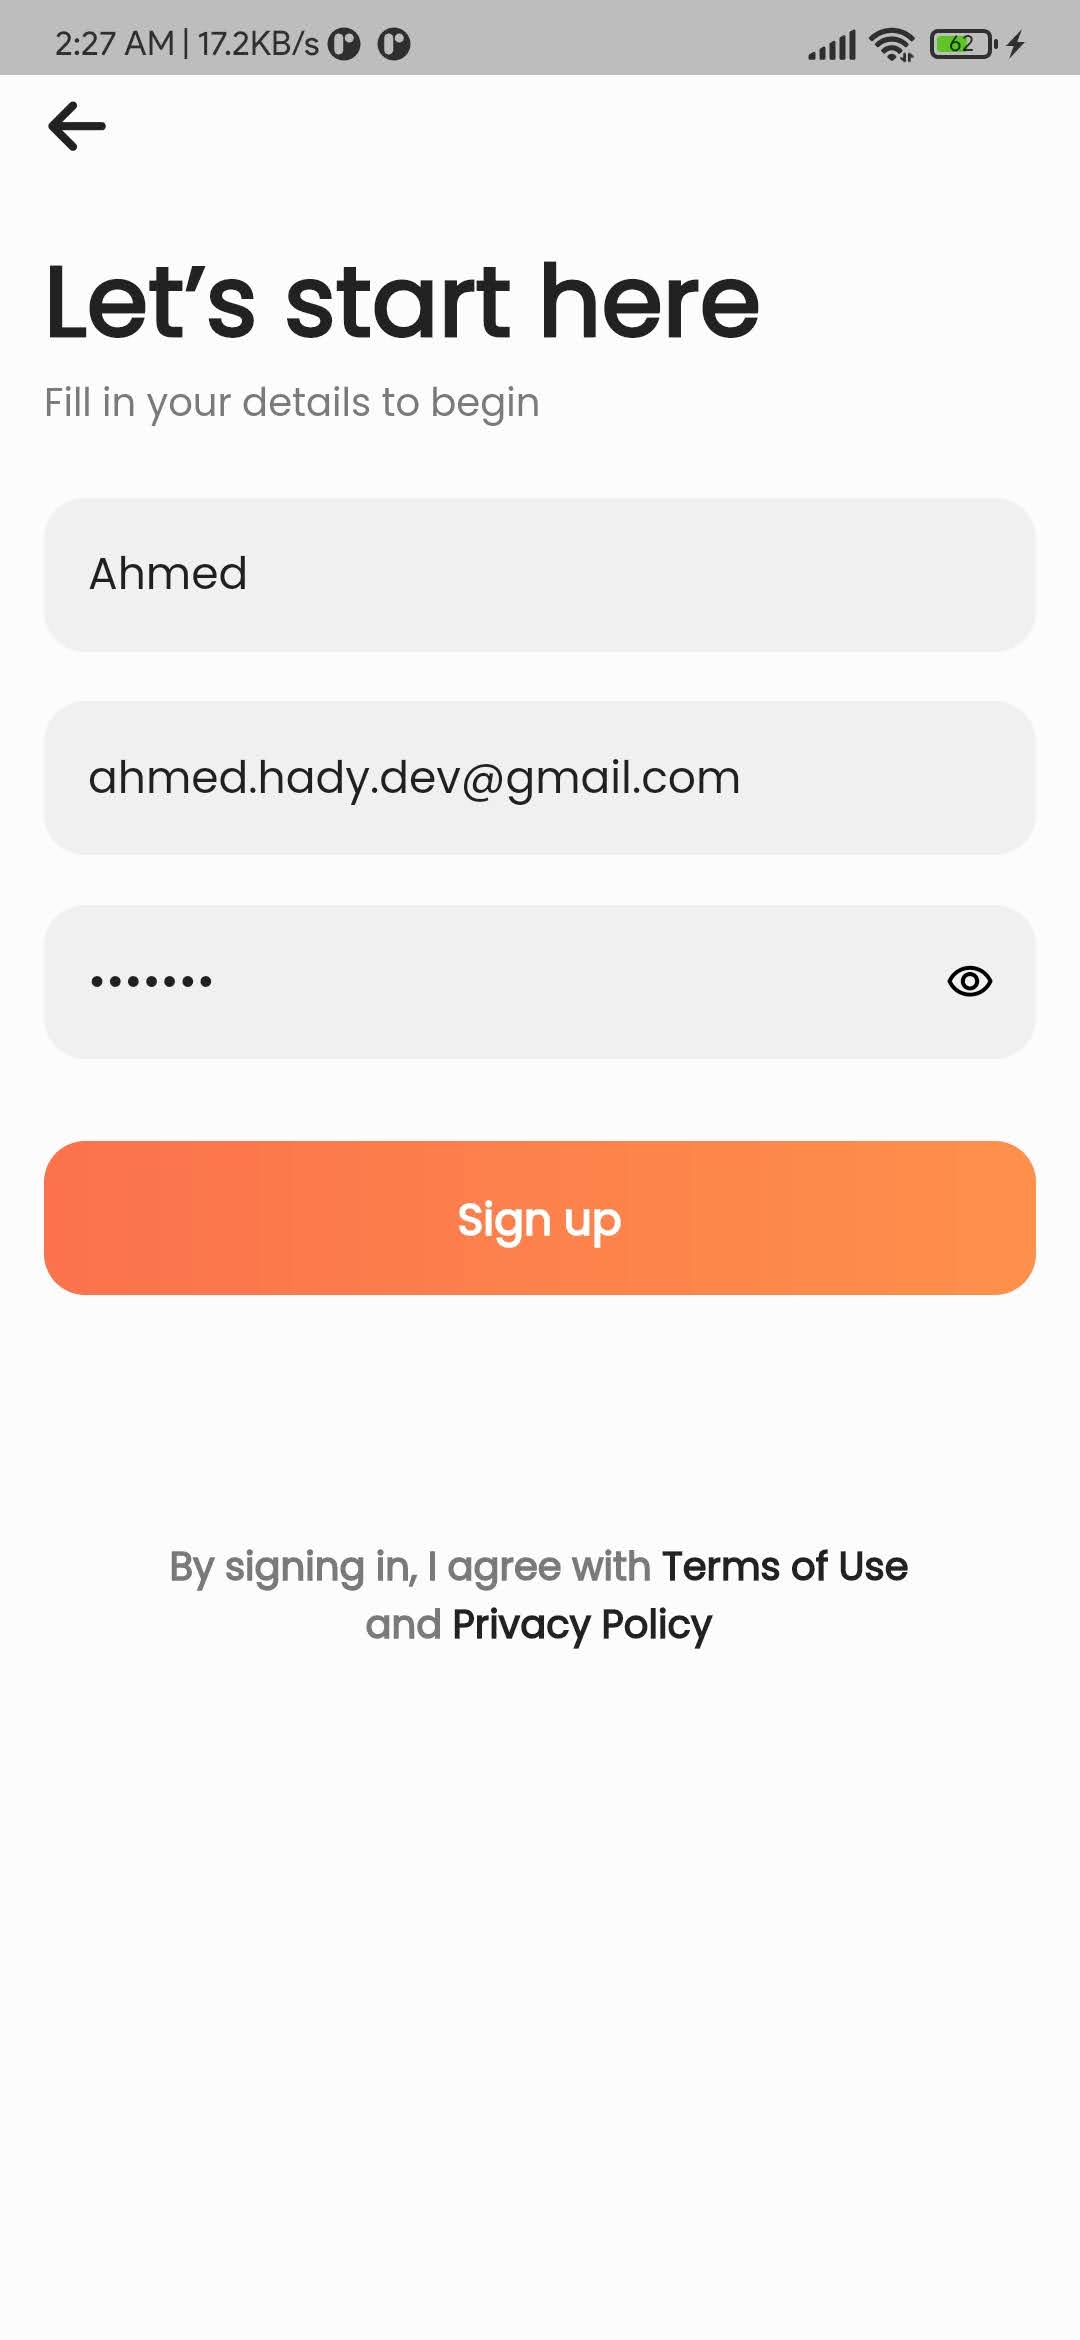 2:27 AM | 17.2KB/s 62
Let’s start here
Fill in your details to begin
Ahmed
ahmed.hady.dev@gmail.com
•••••••
Sign up
By signing in, I agree with Terms of Use
and Privacy Policy